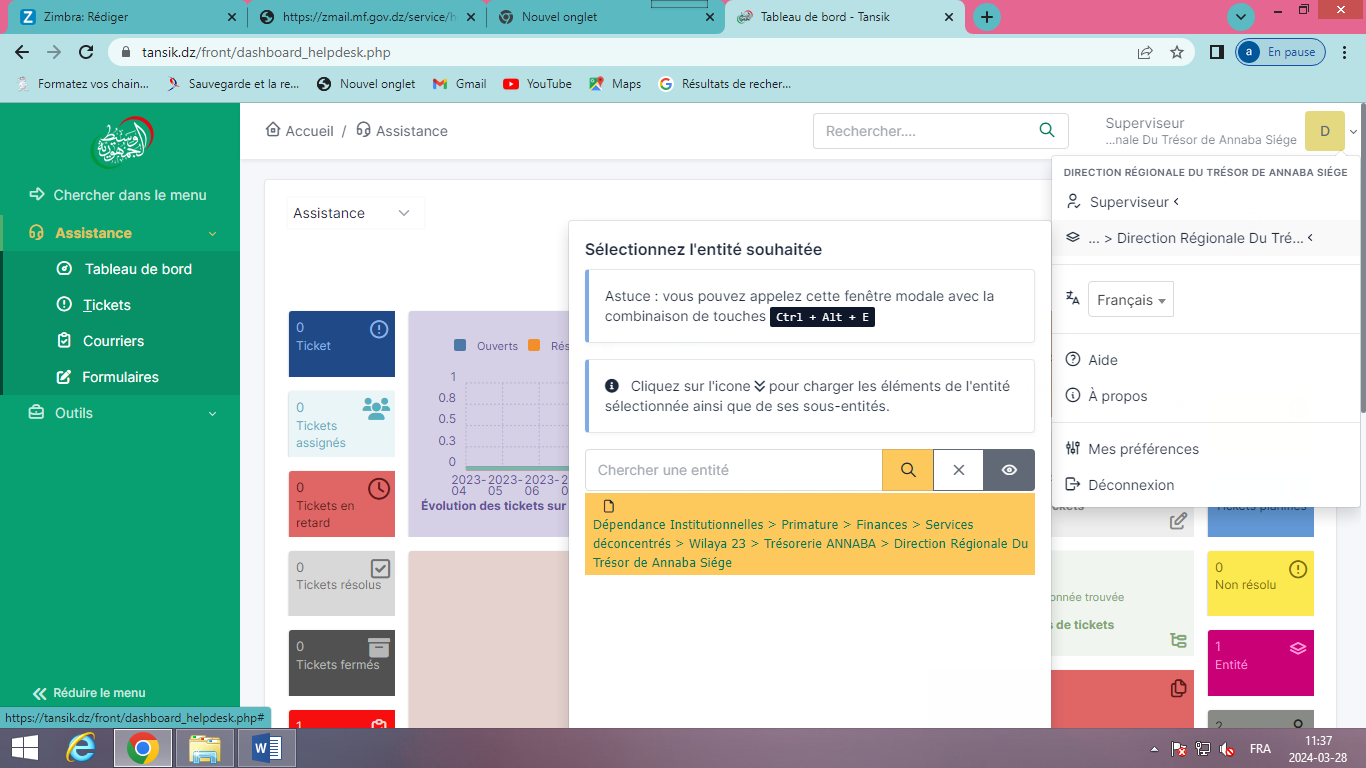 Zimbra: Rédiger
https://zmail.mf.gov.dz/service/h
Nouvel onglet
Tableau de bord - Tansik
tansik.dz/front/dashboard_helpdesk.php
a
En pause
Formatez vos chain...
Sauvegarde et la re...
Nouvel onglet
Gmail
YouTube
Maps
Résultats de recher...
وسيط الجمهورية
Chercher dans le menu
Assistance
Tableau de bord
Tickets
Courriers
Formulaires
Outils
Réduire le menu
https://tansik.dz/front/dashboard_helpdesk.php#
Accueil / Assistance
Rechercher....
Superviseur
...nale Du Trésor de Annaba Siége
D
DIRECTION RÉGIONALE DU TRÉSOR DE ANNABA SIÉGE
Superviseur
... > Direction Régionale Du Tré...
Français
Aide
À propos
Mes préférences
Déconnexion
Assistance
Sélectionnez l'entité souhaitée
Astuce : vous pouvez appelez cette fenêtre modale avec la
combinaison de touches Ctrl + Alt + E
Cliquez sur l'icone pour charger les éléments de l'entité
sélectionnée ainsi que de ses sous-entités.
Chercher une entité
Dépendance Institutionnelles > Primature > Finances > Services
déconcentrés > Wilaya 23 > Trésorerie ANNABA > Direction Régionale Du
Trésor de Annaba Siége
0
Ticket
0
Tickets
assignés
0
Tickets en
retard
0
Tickets résolus
0
Tickets fermés
1
Ouverts
Rés
1
0.8
0.5
0.3
0
2023-
04
2023-
05
2023-
06
2023-
0
Évolution des tickets sur
onnée trouvée
s de tickets
0
Non résolu
1
Entité
2
11:37
FRA
2024-03-28